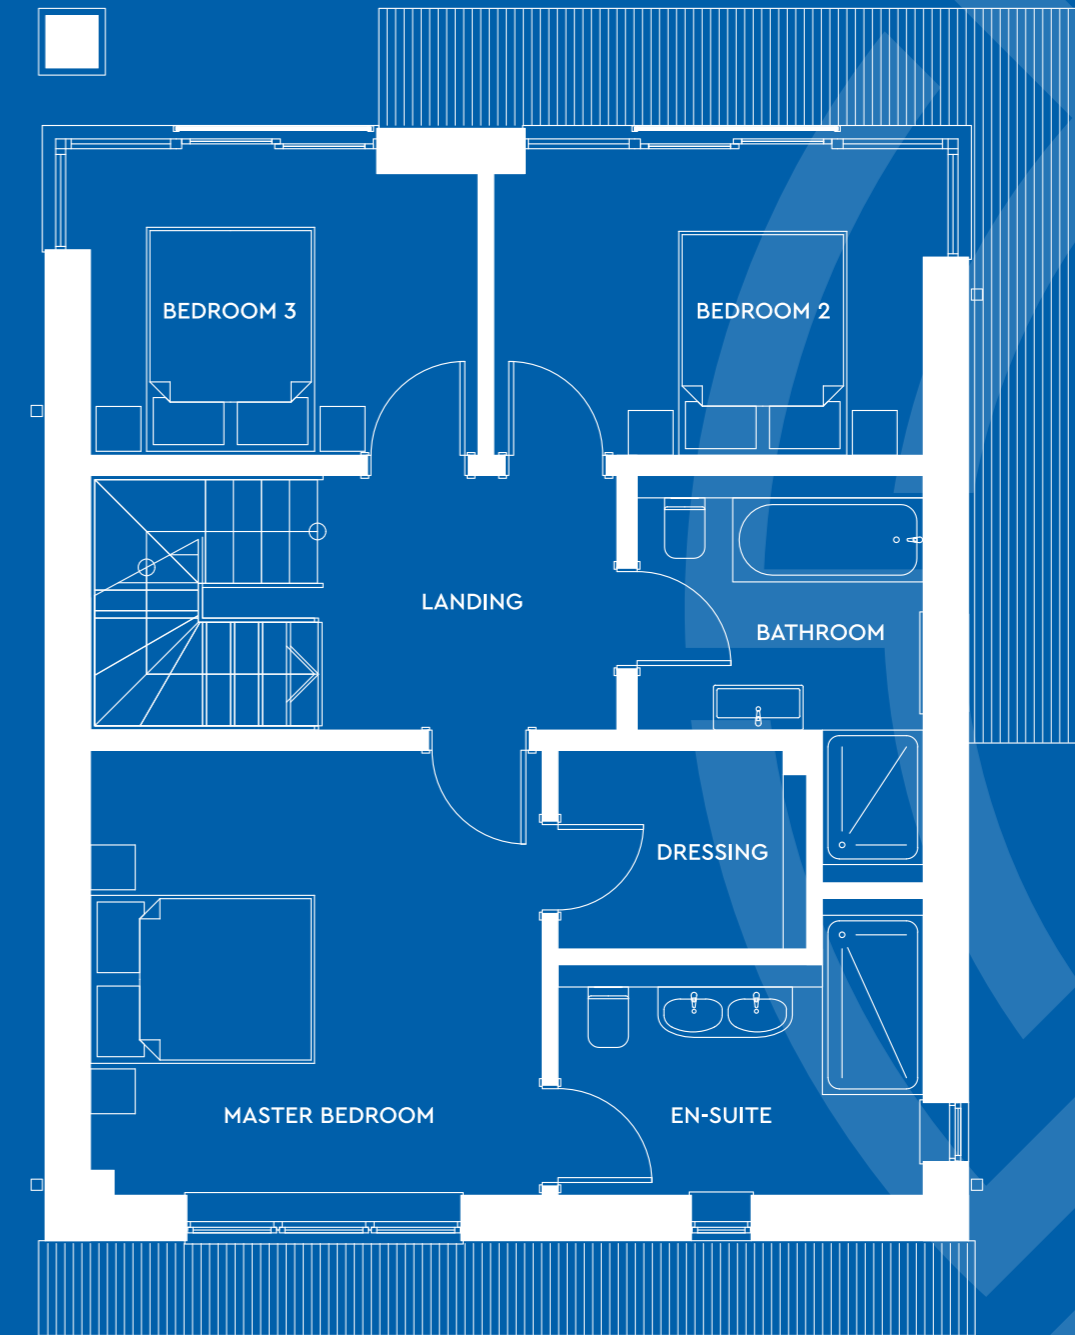 BEDROOM 3
BEDROOM 2
LANDING
BATHROOM
DRESSING
MASTER BEDROOM
EN-SUITE